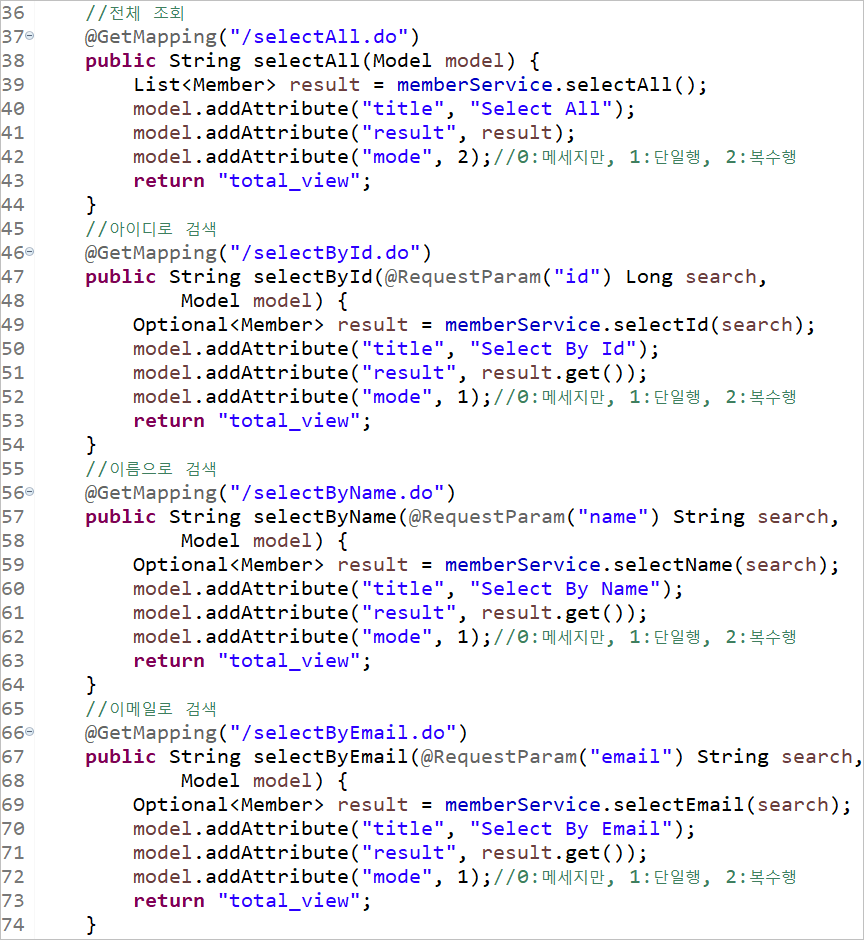 36 //전체 조회
37 @GetMapping("/selectAll.do")
38 public String selectAll(Model model) {
39 List<Member> result = memberService.selectAll();
40 model.addAttribute("title", "Select All");
41 model.addAttribute("result", result);
42 model.addAttribute("mode", 2);//0:메세지만, 1:단일행, 2:복수행
43 return "total_view";
44 }
45 //아이디로 검색
46 @GetMapping("/selectById.do")
47 public String selectById(@RequestParam("id") Long search,
48 Model model) {
49 Optional<Member> result = memberService.selectId(search);
50 model.addAttribute("title", "Select By Id");
51 model.addAttribute("result", result.get());
52 model.addAttribute("mode", 1);//0:메세지만, 1:단일행, 2:복수행
53 return "total_view";
54 }
55 //이름으로 검색
56 @GetMapping("/selectByName.do")
57 public String selectByName(@RequestParam("name") String search,
58 Model model) {
59 Optional<Member> result = memberService.selectName(search);
60 model.addAttribute("title", "Select By Name");
61 model.addAttribute("result", result.get());
62 model.addAttribute("mode", 1);//0:메세지만, 1:단일행, 2:복수행
63 return "total_view";
64 }
65 //이메일로 검색
66 @GetMapping("/selectByEmail.do")
67 public String selectByEmail(@RequestParam("email") String search,
68 Model model) {
69 Optional<Member> result = memberService.selectEmail(search);
70 model.addAttribute("title", "Select By Email");
71 model.addAttribute("result", result.get());
72 model.addAttribute("mode", 1);//0:메세지만, 1:단일행, 2:복수행
73 return "total_view";
74 }